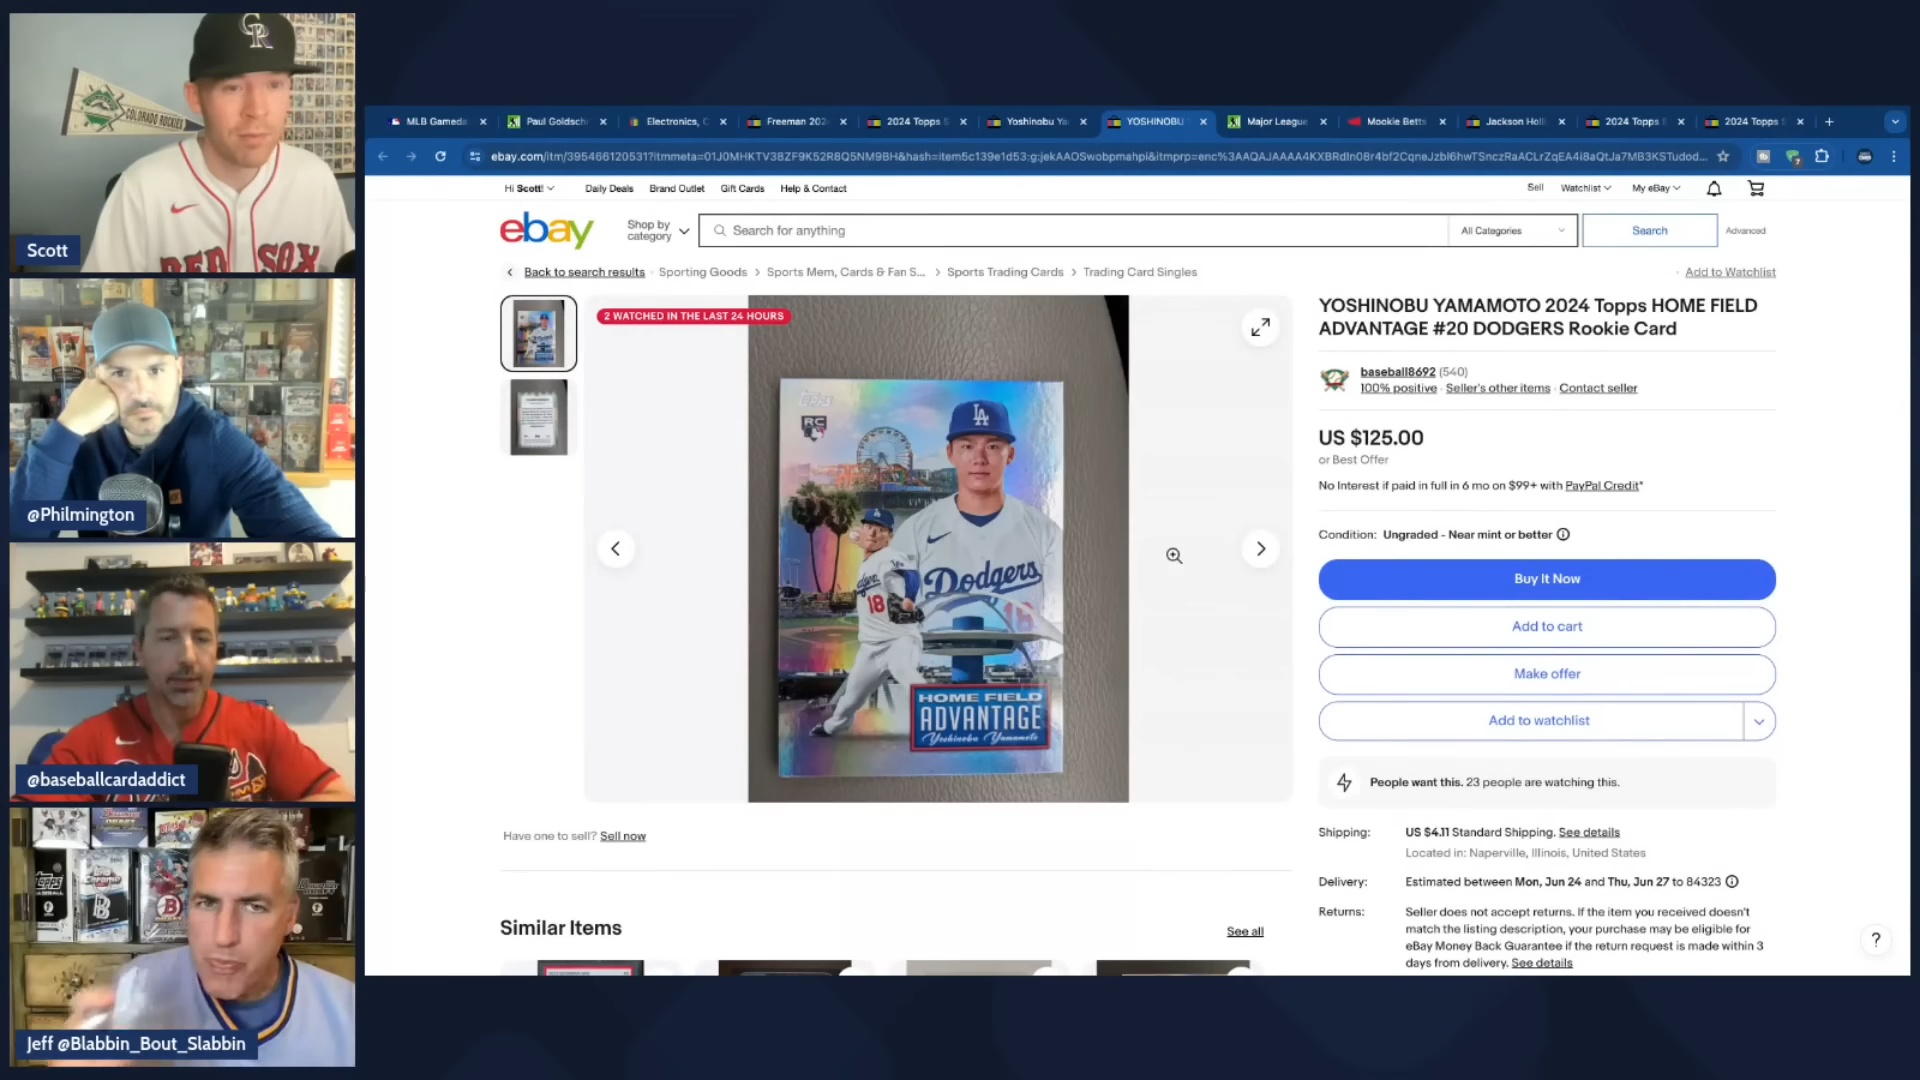 CR
COLORADO ROCKIES
RED SOX
Scott
@Philmington
@baseballcardaddict
Jeff @Blabbin_Bout_Slabbin
MLB Gameda
Paul Goldsch
Electronics, C
Freeman 202
2024 Topps S
Yoshinobu Ya
YOSHINOBU
Major League
Mookie Betts
Jackson Holl
2024 Topps
2024 Topps
Hi Scott!
Daily Deals
Brand Outlet
Gift Cards
Help & Contact
Sell
Watchlist
My eBay
ebay
Shop by
category
Search for anything
All Categories
Search
Advanced
Back to search results
Sporting Goods > Sports Mem, Cards & Fan S... > Sports Trading Cards > Trading Card Singles
Add to Watchlist
2 WATCHED IN THE LAST 24 HOURS
Topps
RC
LA
Dodgers
18
HOME FIELD
ADVANTAGE
Yoshinobu Yamamoto
YOSHINOBU YAMAMOTO 2024 Topps HOME FIELD
ADVANTAGE #20 DODGERS Rookie Card
baseball8692 (540)
100% positive · Seller's other items · Contact seller
US $125.00
or Best Offer
No Interest if paid in full in 6 mo on $99+ with PayPal Credit*
Condition: Ungraded - Near mint or better
Buy It Now
Add to cart
Make offer
Add to watchlist
People want this. 23 people are watching this.
Shipping: US $4.11 Standard Shipping. See details
Located in: Naperville, Illinois, United States
Delivery: Estimated between Mon, Jun 24 and Thu, Jun 27 to 84323
Returns: Seller does not accept returns. If the item you received doesn't
match the listing description, your purchase may be eligible for
eBay Money Back Guarantee if the return request is made within 3
days from delivery. See details
Have one to sell? Sell now
Similar Items
See all
?